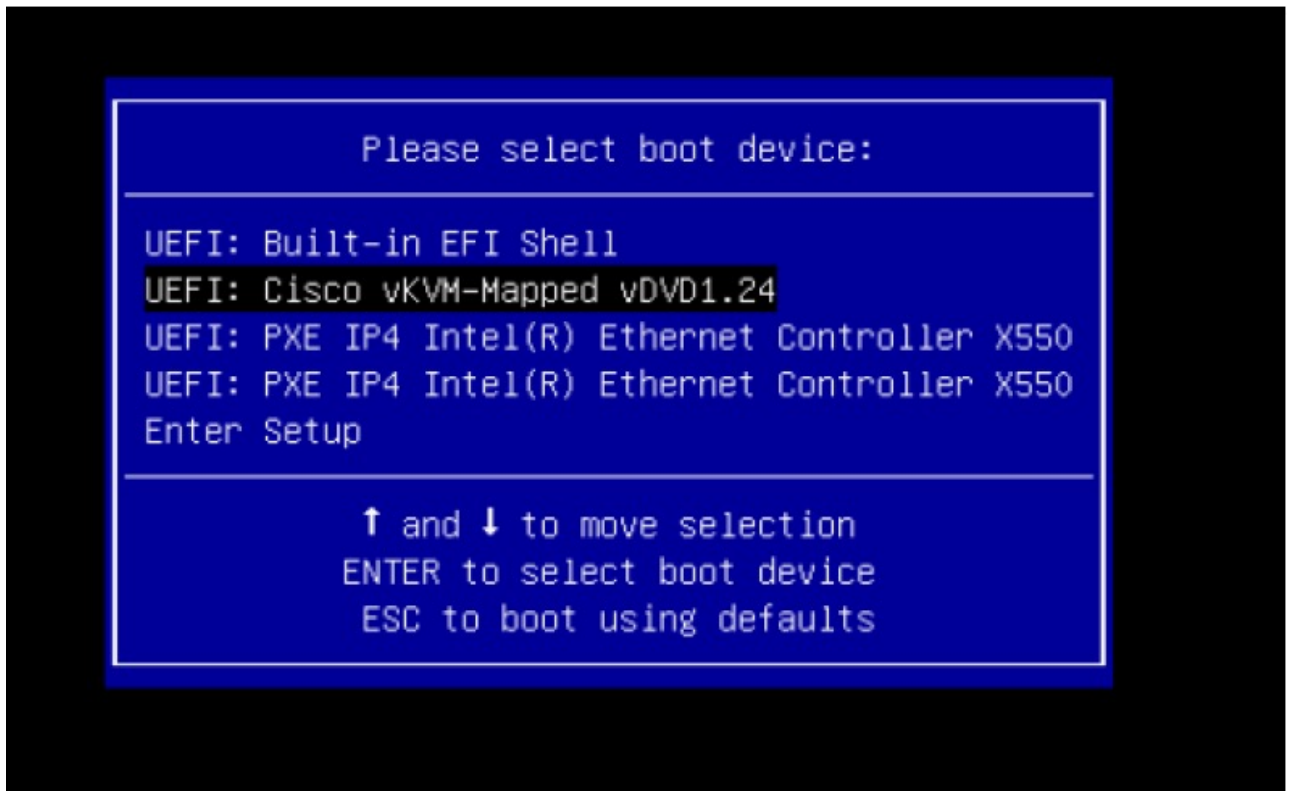 Please select boot device:
UEFI: Built-in EFI Shell
UEFI: Cisco vKVM-Mapped vDVD1.24
UEFI: PXE IP4 Intel(R) Ethernet Controller X550
UEFI: PXE IP4 Intel(R) Ethernet Controller X550
Enter Setup
↑ and ↓ to move selection
ENTER to select boot device
ESC to boot using defaults